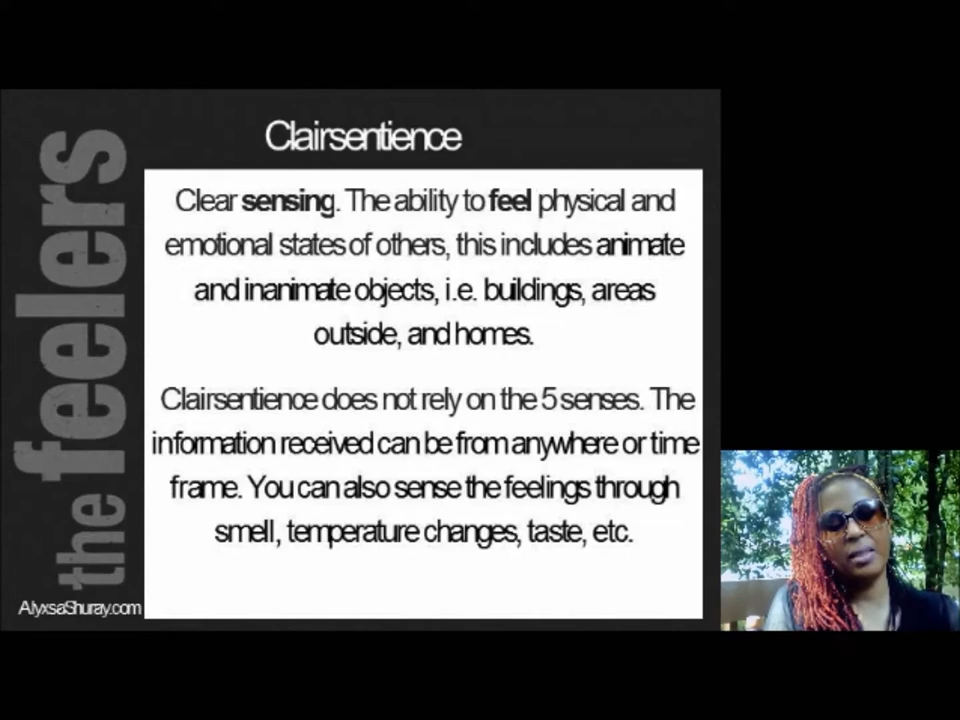 Clairsentience
the feelers
Clear sensing. The ability to feel physical and
emotional states of others, this includes animate
and inanimate objects, i.e. buildings, areas
outside, and homes.
Clairsentience does not rely on the 5 senses. The
information received can be from anywhere or time
frame. You can also sense the feelings through
smell, temperature changes, taste, etc.
AlyxsaShuray.com